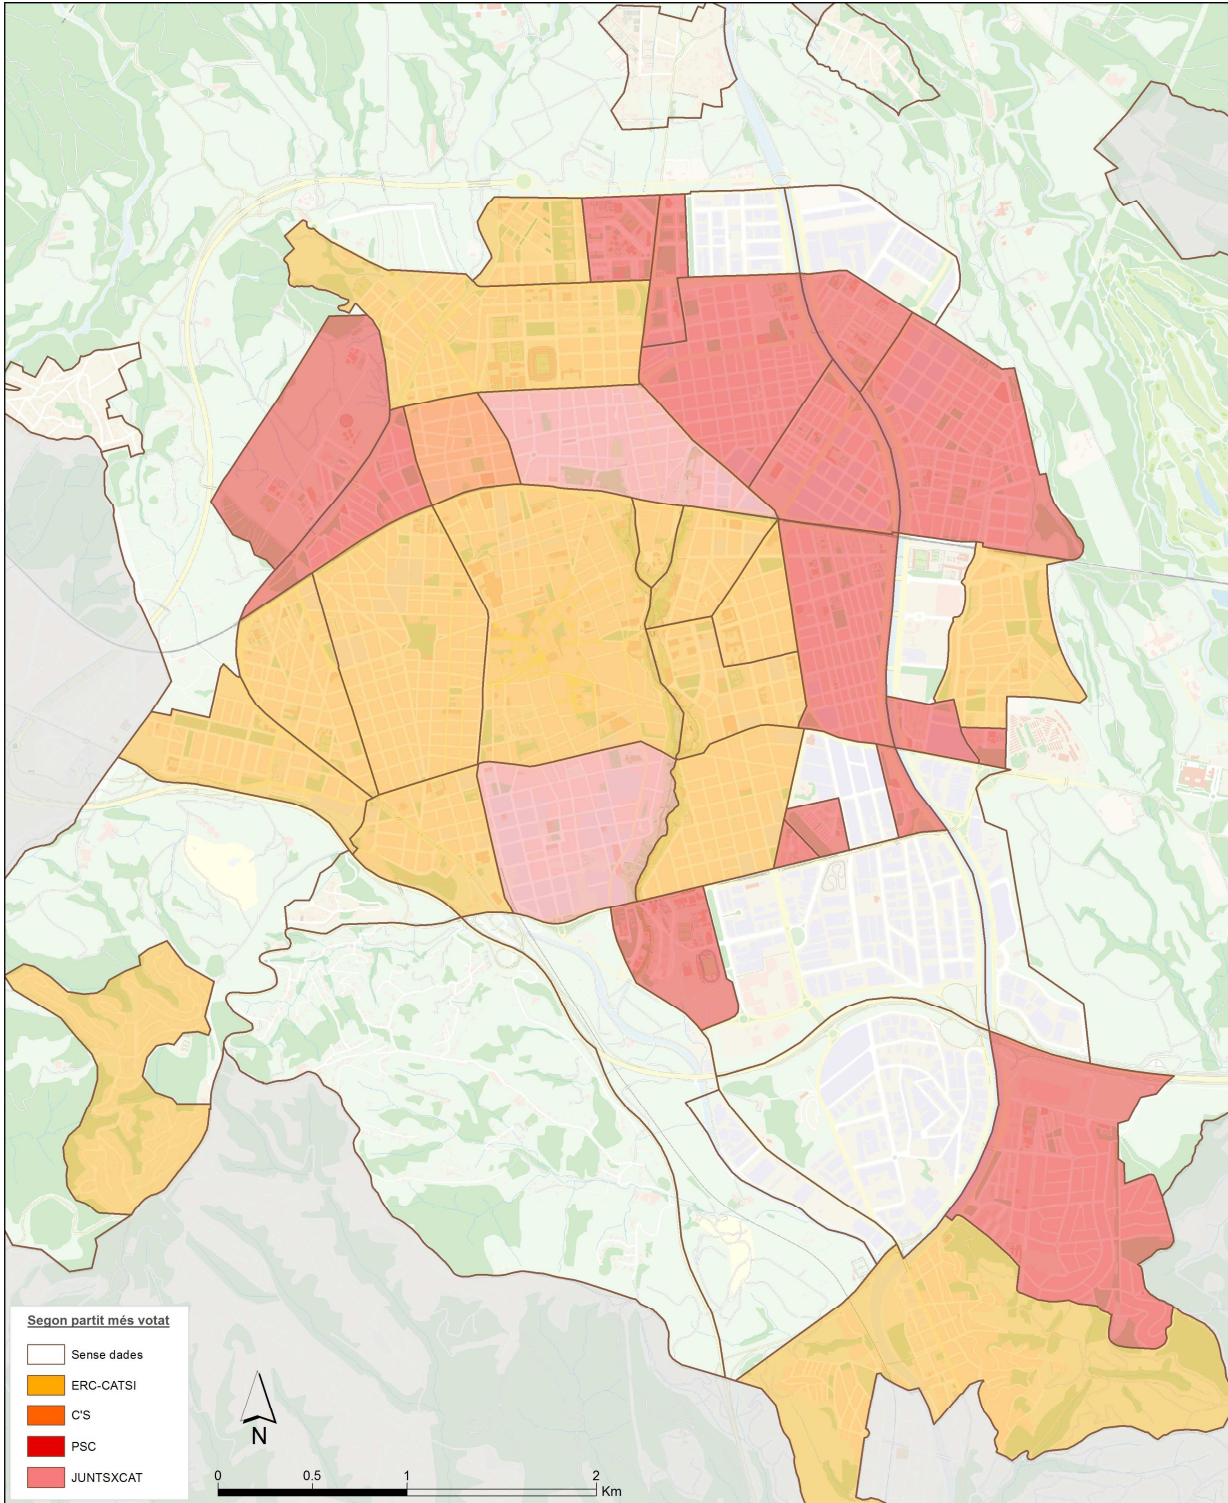 Segon partit més votat
Sense dades
ERC-CATSI
C'S
PSC
JUNTSXCAT
N
0 0.5 1 2
Km